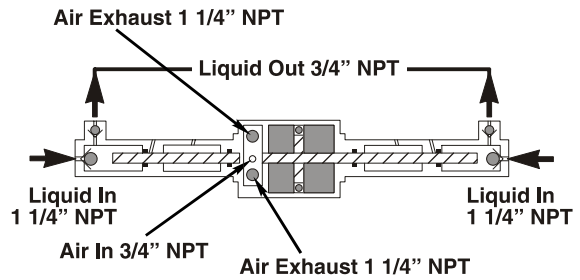 Air Exhaust 1 1/4” NPT
Liquid Out 3/4” NPT
Liquid In
1 1/4” NPT
Liquid In
1 1/4” NPT
Air In 3/4” NPT
Air Exhaust 1 1/4” NPT